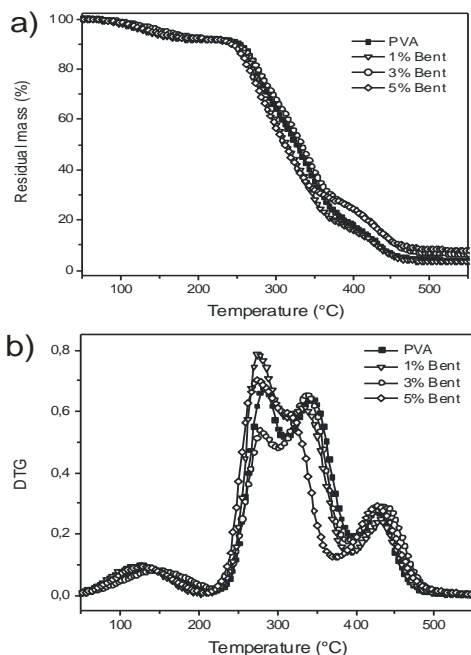 a)
100
80
60
40
20
0
Residual mass (%)
PVA
1% Bent
3% Bent
5% Bent
100 200 300 400 500
Temperature (°C)
b)
0,8
0,6
0,4
0,2
0,0
DTG
PVA
1% Bent
3% Bent
5% Bent
100 200 300 400 500
Temperature (°C)